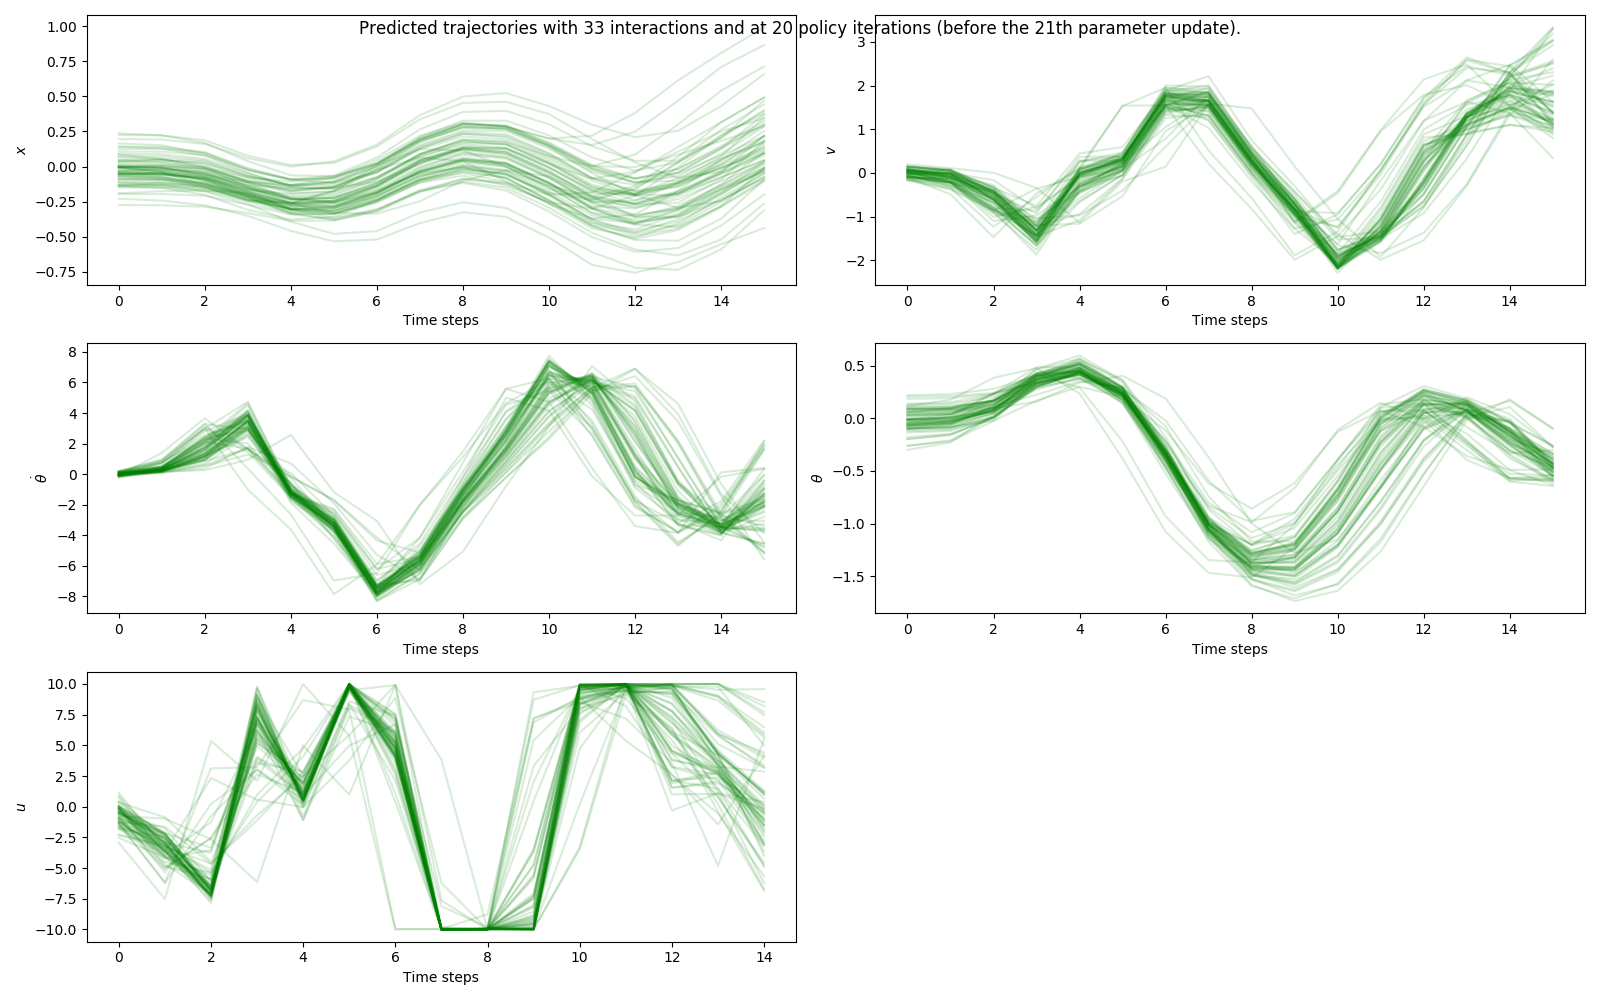 Predicted trajectories with 33 interactions and at 20 policy iterations (before the 21th parameter update).
1.00
0.75
0.50
0.25
0.00
−0.25
−0.50
−0.75
x
0 2 4 6 8 10 12 14
Time steps
3
2
1
0
−1
−2
v
0 2 4 6 8 10 12 14
Time steps
8
6
4
2
0
−2
−4
−6
−8
θ̇
0 2 4 6 8 10 12 14
Time steps
0.5
0.0
−0.5
−1.0
−1.5
θ
0 2 4 6 8 10 12 14
Time steps
10.0
7.5
5.0
2.5
0.0
−2.5
−5.0
−7.5
−10.0
u
0 2 4 6 8 10 12 14
Time steps